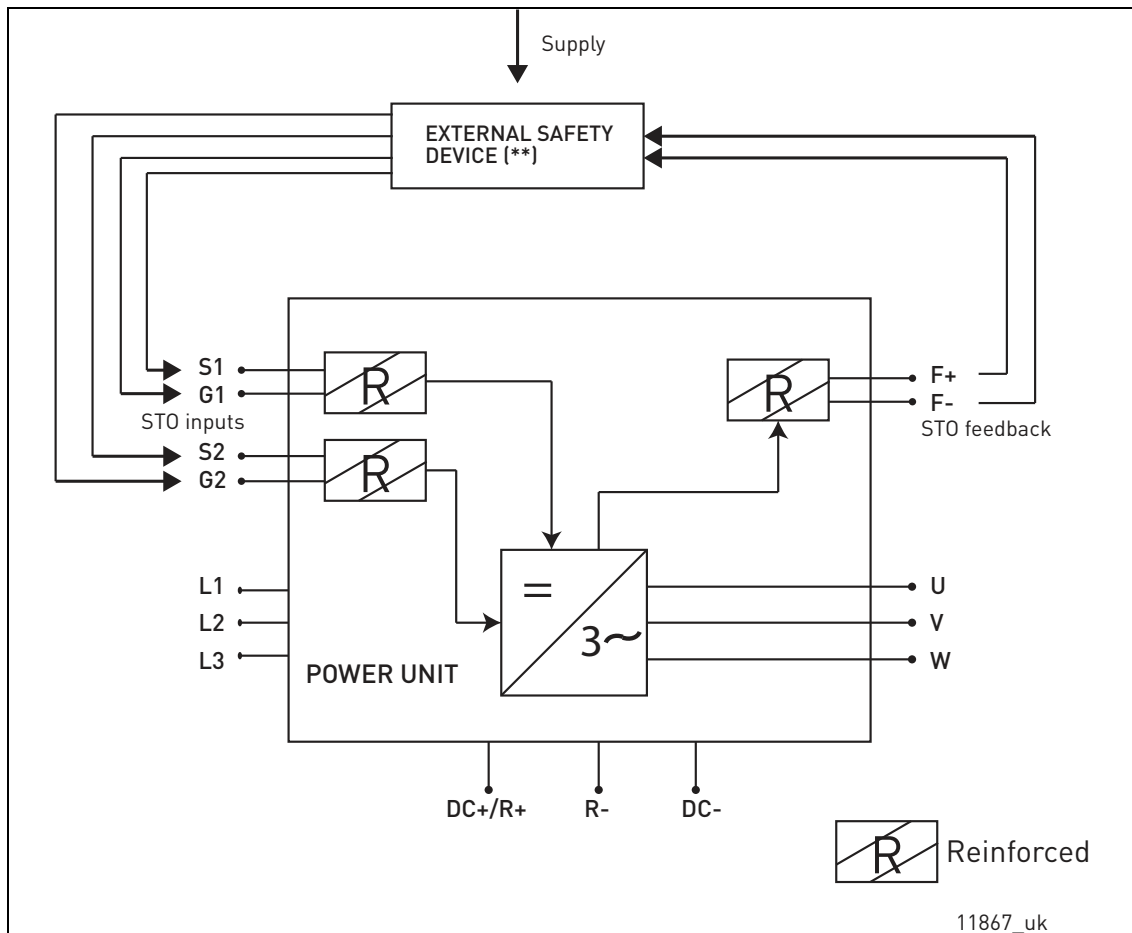 Supply
EXTERNAL SAFETY
DEVICE (**)
S1
G1
STO inputs
S2
G2
R
R
R
F+
F-
STO feedback
L1
L2
L3
=
3~
POWER UNIT
U
V
W
DC+/R+
R-
DC-
R
Reinforced
11867_uk